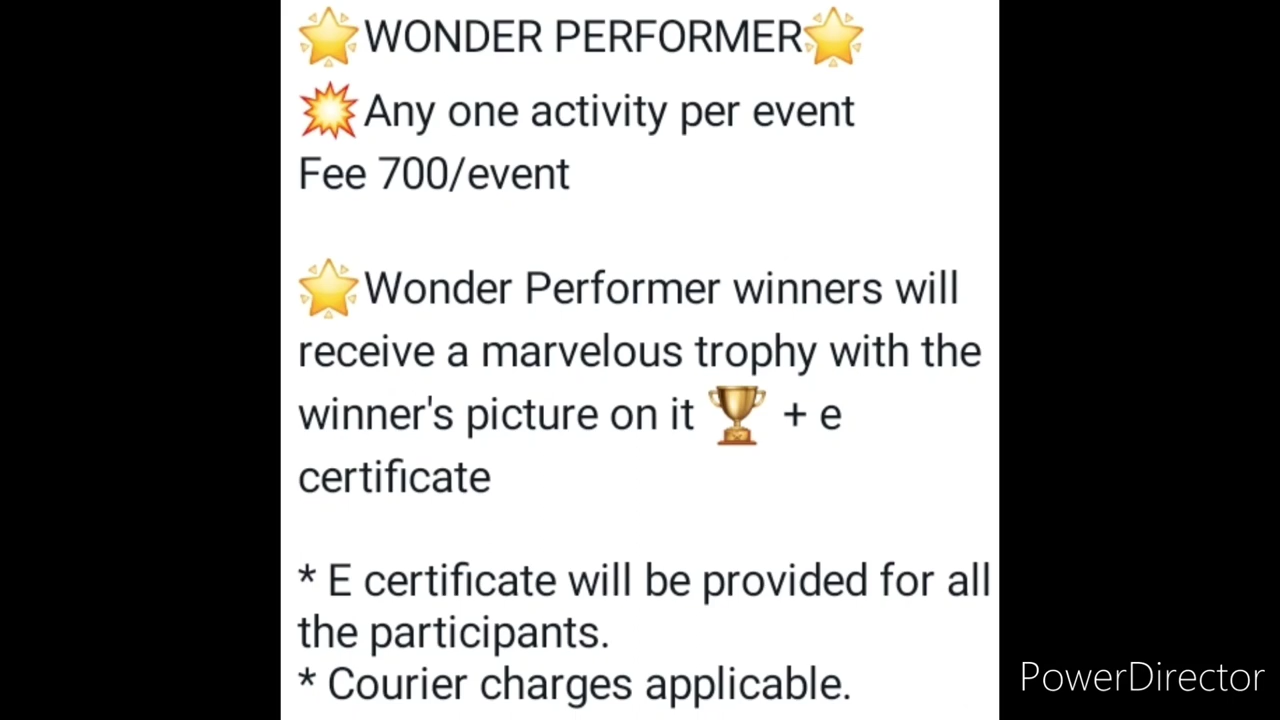 🌟WONDER PERFORMER🌟
💥Any one activity per event
Fee 700/event
🌟Wonder Performer winners will
receive a marvelous trophy with the
winner's picture on it 🏆 + e
certificate
* E certificate will be provided for all
the participants.
* Courier charges applicable.
PowerDirector